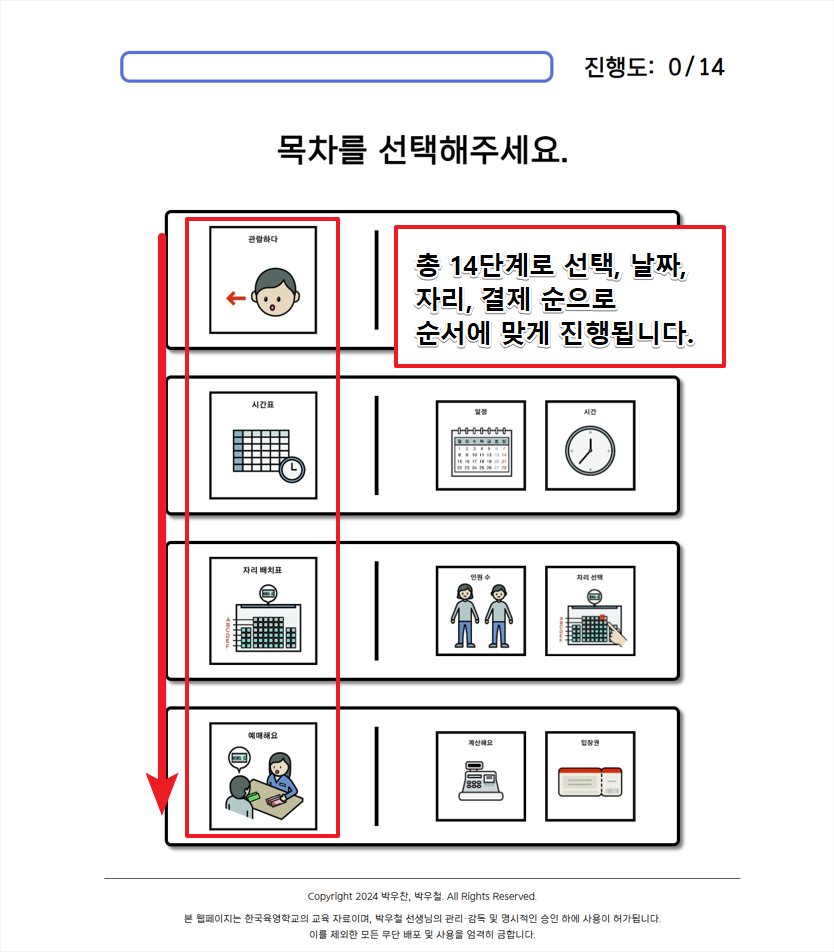 진행도: 0/14
목차를 선택해주세요.
관람하다
총 14단계로 선택, 날짜,
자리, 결제 순으로
순서에 맞게 진행됩니다.
시간표
일정
시간
일 월 화 수 목 금 토
자리 배치표
인원 수
자리 선택
A
B
C
D
E
F
예매해요
계산해요
입장권
Copyright 2024 박우찬, 박우철. All Rights Reserved.
본 웹페이지는 한국육영학교의 교육 자료이며, 박우철 선생님의 관리·감독 및 명시적인 승인 하에 사용이 허가됩니다.
이를 제외한 모든 무단 배포 및 사용을 엄격히 금합니다.